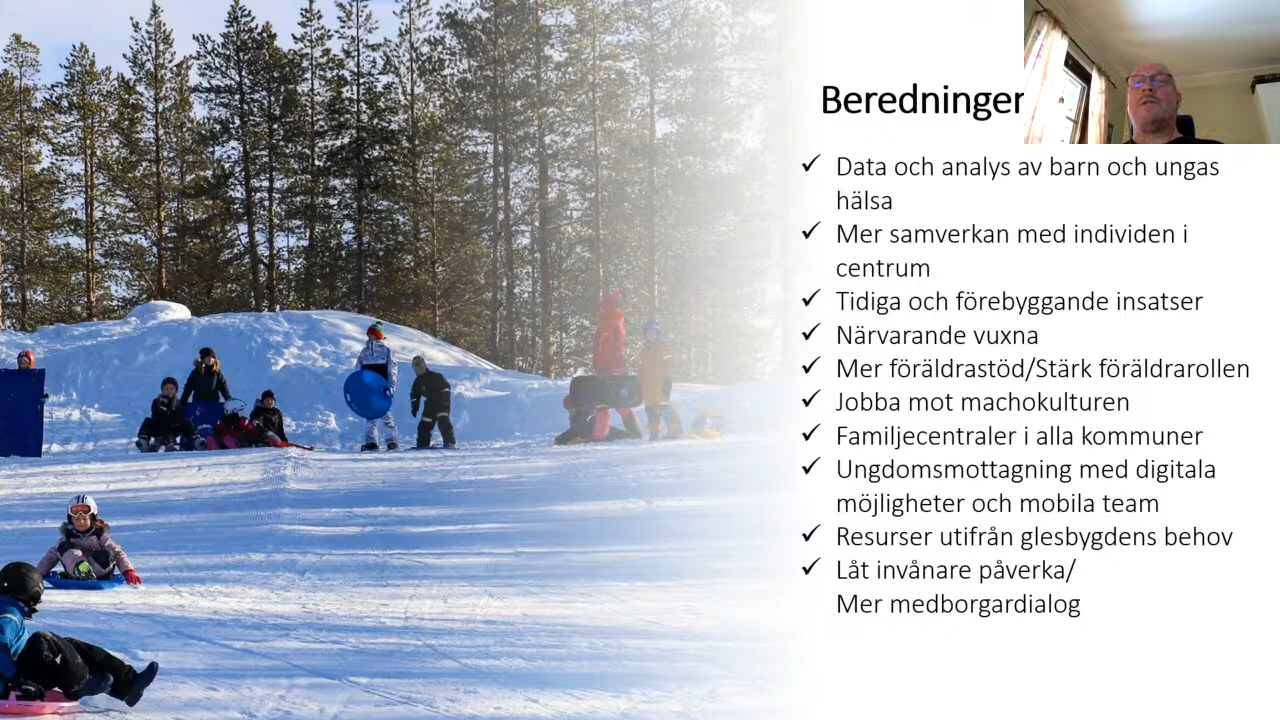 Beredningen
✓ Data och analys av barn och ungas
hälsa
✓ Mer samverkan med individen i
centrum
✓ Tidiga och förebyggande insatser
✓ Närvarande vuxna
✓ Mer föräldrastöd/Stärk föräldrarollen
✓ Jobba mot machokulturen
✓ Familjecentraler i alla kommuner
✓ Ungdomsmottagning med digitala
möjligheter och mobila team
✓ Resurser utifrån glesbygdens behov
✓ Låt invånare påverka/
Mer medborgardialog